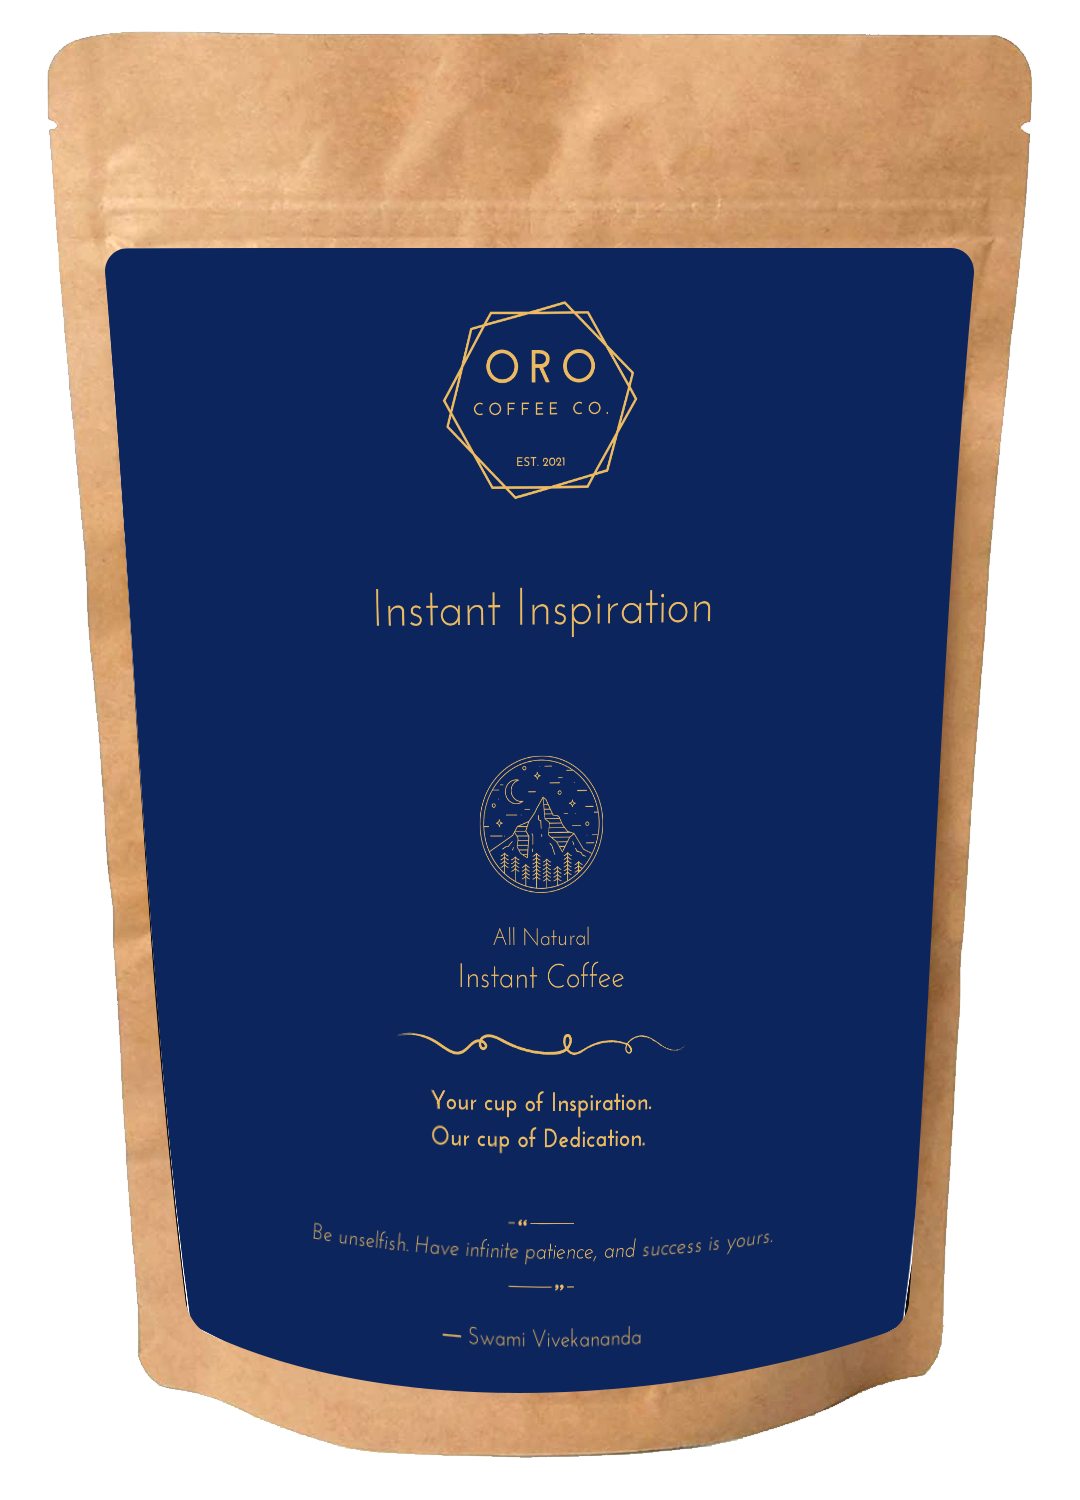 ORO
COFFEE CO.
EST. 2021
Instant Inspiration
All Natural
Instant Coffee
Your cup of Inspiration.
Our cup of Dedication.
“
Be unselfish. Have infinite patience, and success is yours.
”
— Swami Vivekananda